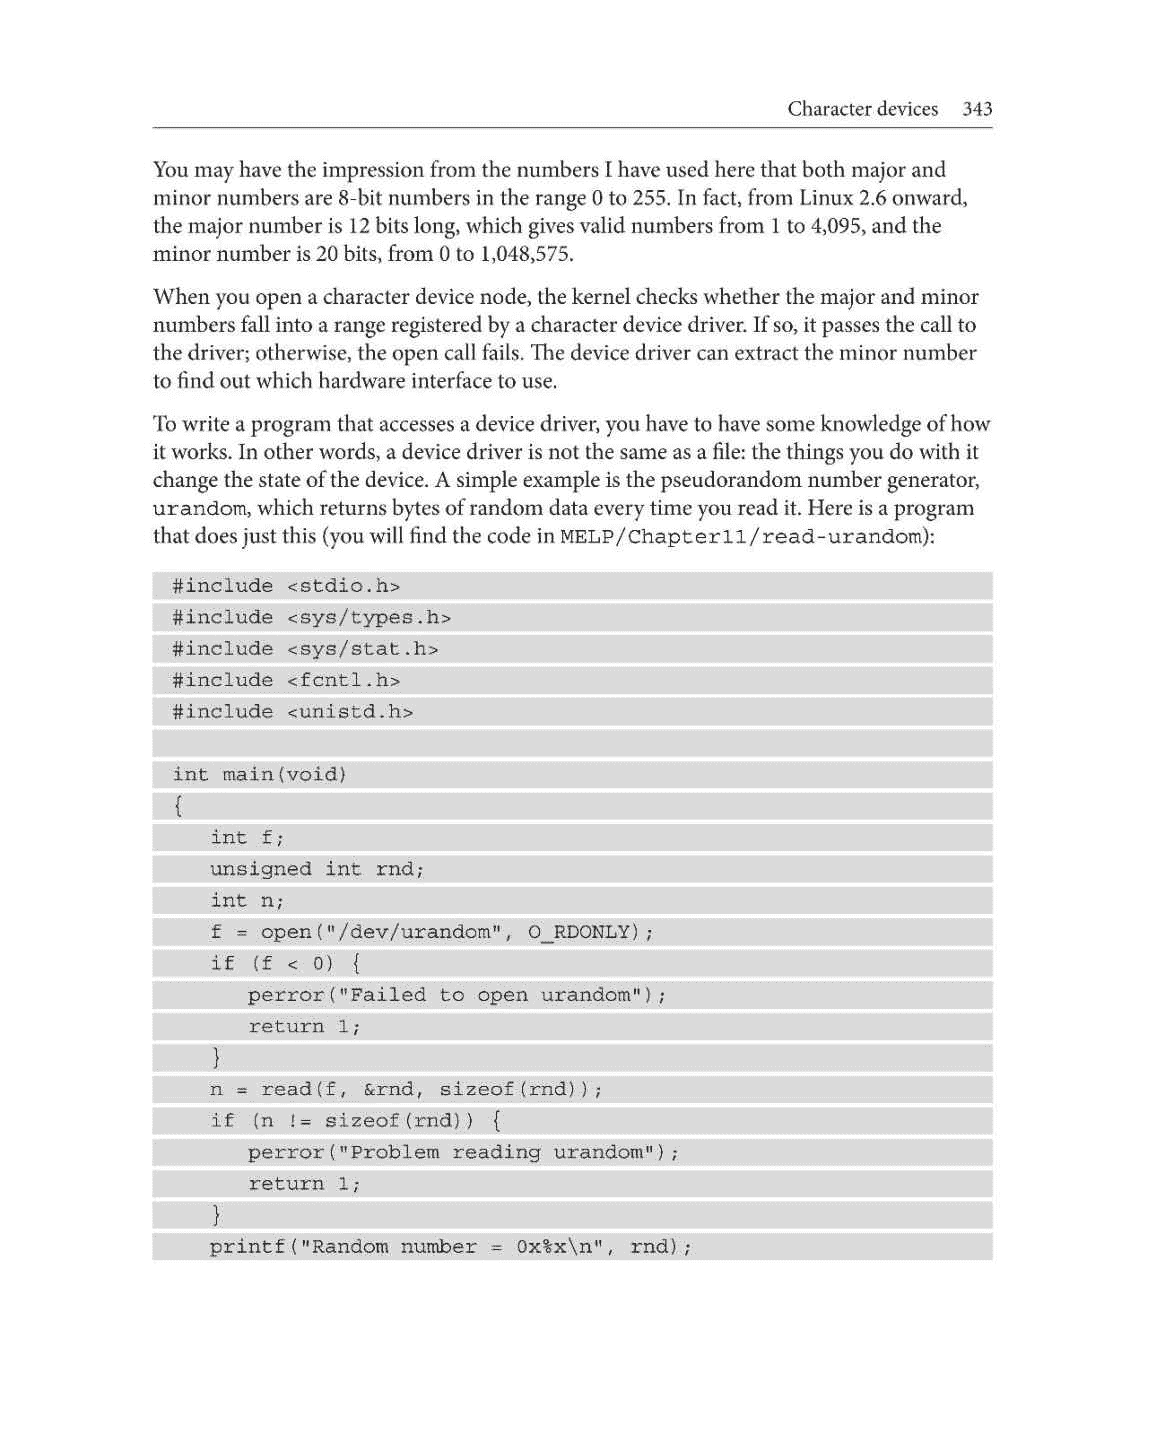 Character devices 343
You may have the impression from the numbers I have used here that both major and
minor numbers are 8-bit numbers in the range 0 to 255. In fact, from Linux 2.6 onward,
the major number is 12 bits long, which gives valid numbers from 1 to 4,095, and the
minor number is 20 bits, from 0 to 1,048,575.
When you open a character device node, the kernel checks whether the major and minor
numbers fall into a range registered by a character device driver. If so, it passes the call to
the driver; otherwise, the open call fails. The device driver can extract the minor number
to find out which hardware interface to use.
To write a program that accesses a device driver, you have to have some knowledge of how
it works. In other words, a device driver is not the same as a file: the things you do with it
change the state of the device. A simple example is the pseudorandom number generator,
urandom, which returns bytes of random data every time you read it. Here is a program
that does just this (you will find the code in MELP/Chapter11/read-urandom):
#include <stdio.h>
#include <sys/types.h>
#include <sys/stat.h>
#include <fcntl.h>
#include <unistd.h>
int main(void)
{
int f;
unsigned int rnd;
int n;
f = open("/dev/urandom", O_RDONLY);
if (f < 0) {
perror("Failed to open urandom");
return 1;
}
n = read(f, &rnd, sizeof(rnd));
if (n != sizeof(rnd)) {
perror("Problem reading urandom");
return 1;
}
printf("Random number = 0x%x\n", rnd);